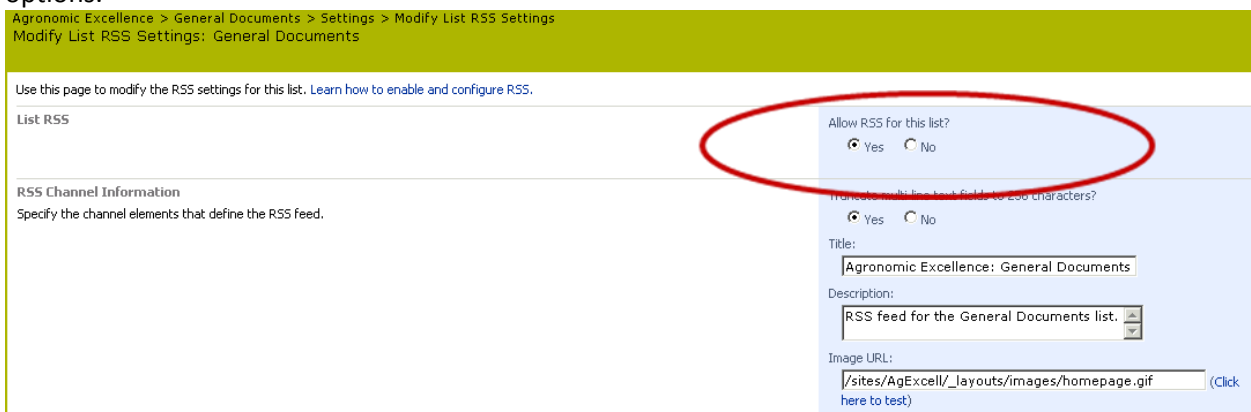 options.
Agronomic Excellence > General Documents > Settings > Modify List RSS Settings
Modify List RSS Settings: General Documents
Use this page to modify the RSS settings for this list. Learn how to enable and configure RSS.
List RSS
Allow RSS for this list?
Yes No
RSS Channel Information
Specify the channel elements that define the RSS feed.
Truncate multi-line text fields to 256 characters?
Yes No
Title:
Agronomic Excellence: General Documents
Description:
RSS feed for the General Documents list.
Image URL:
/sites/AgExcell/_layouts/images/homepage.gif (Click
here to test)